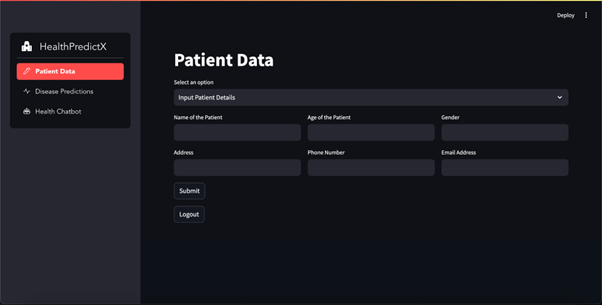 Deploy
HealthPredictX
Patient Data
Disease Predictions
Health Chatbot
Patient Data
Select an option
Input Patient Details
Name of the Patient Age of the Patient Gender
Address Phone Number Email Address
Submit
Logout